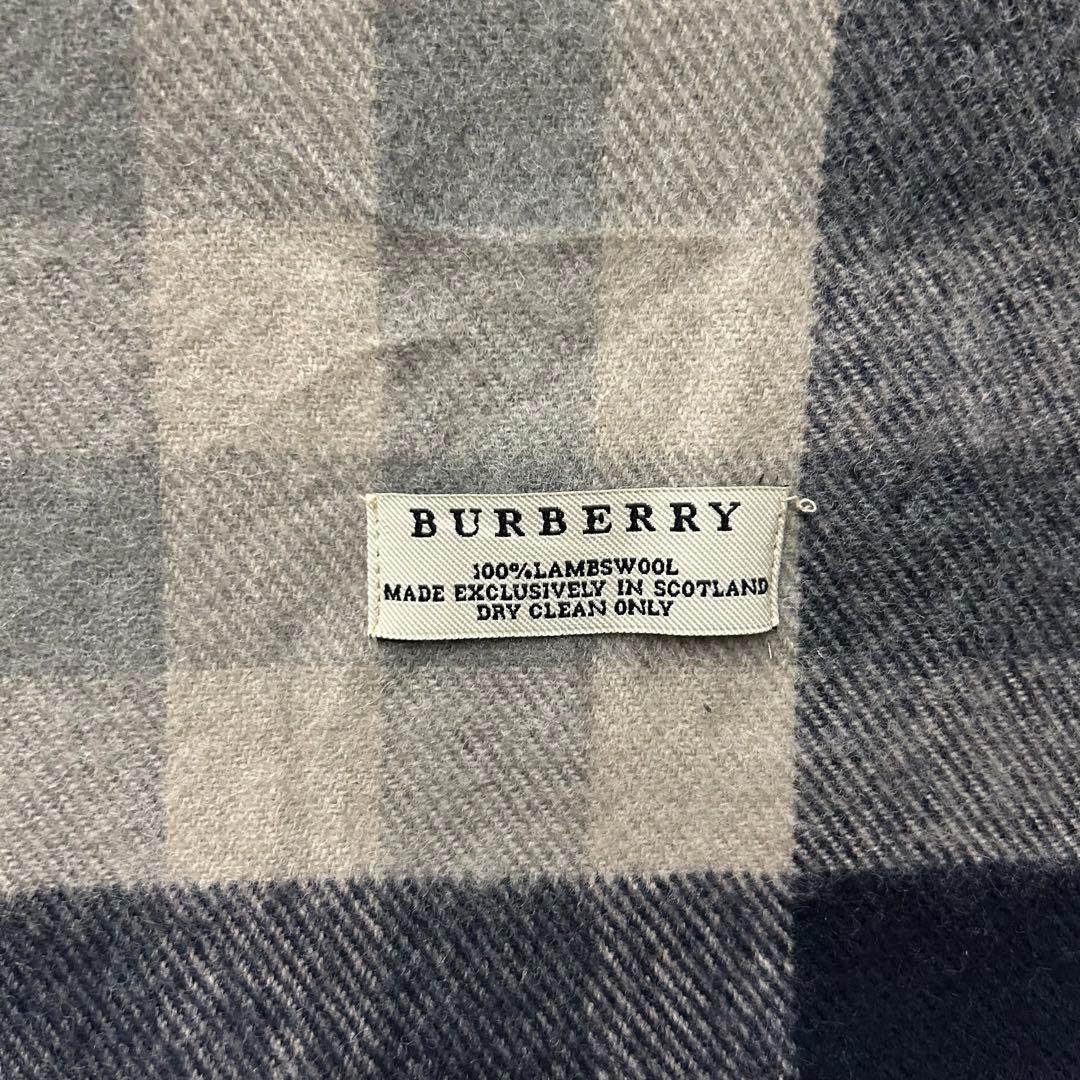 BURBERRY
100%LAMBSWOOL
MADE EXCLUSIVELY IN SCOTLAND
DRY CLEAN ONLY